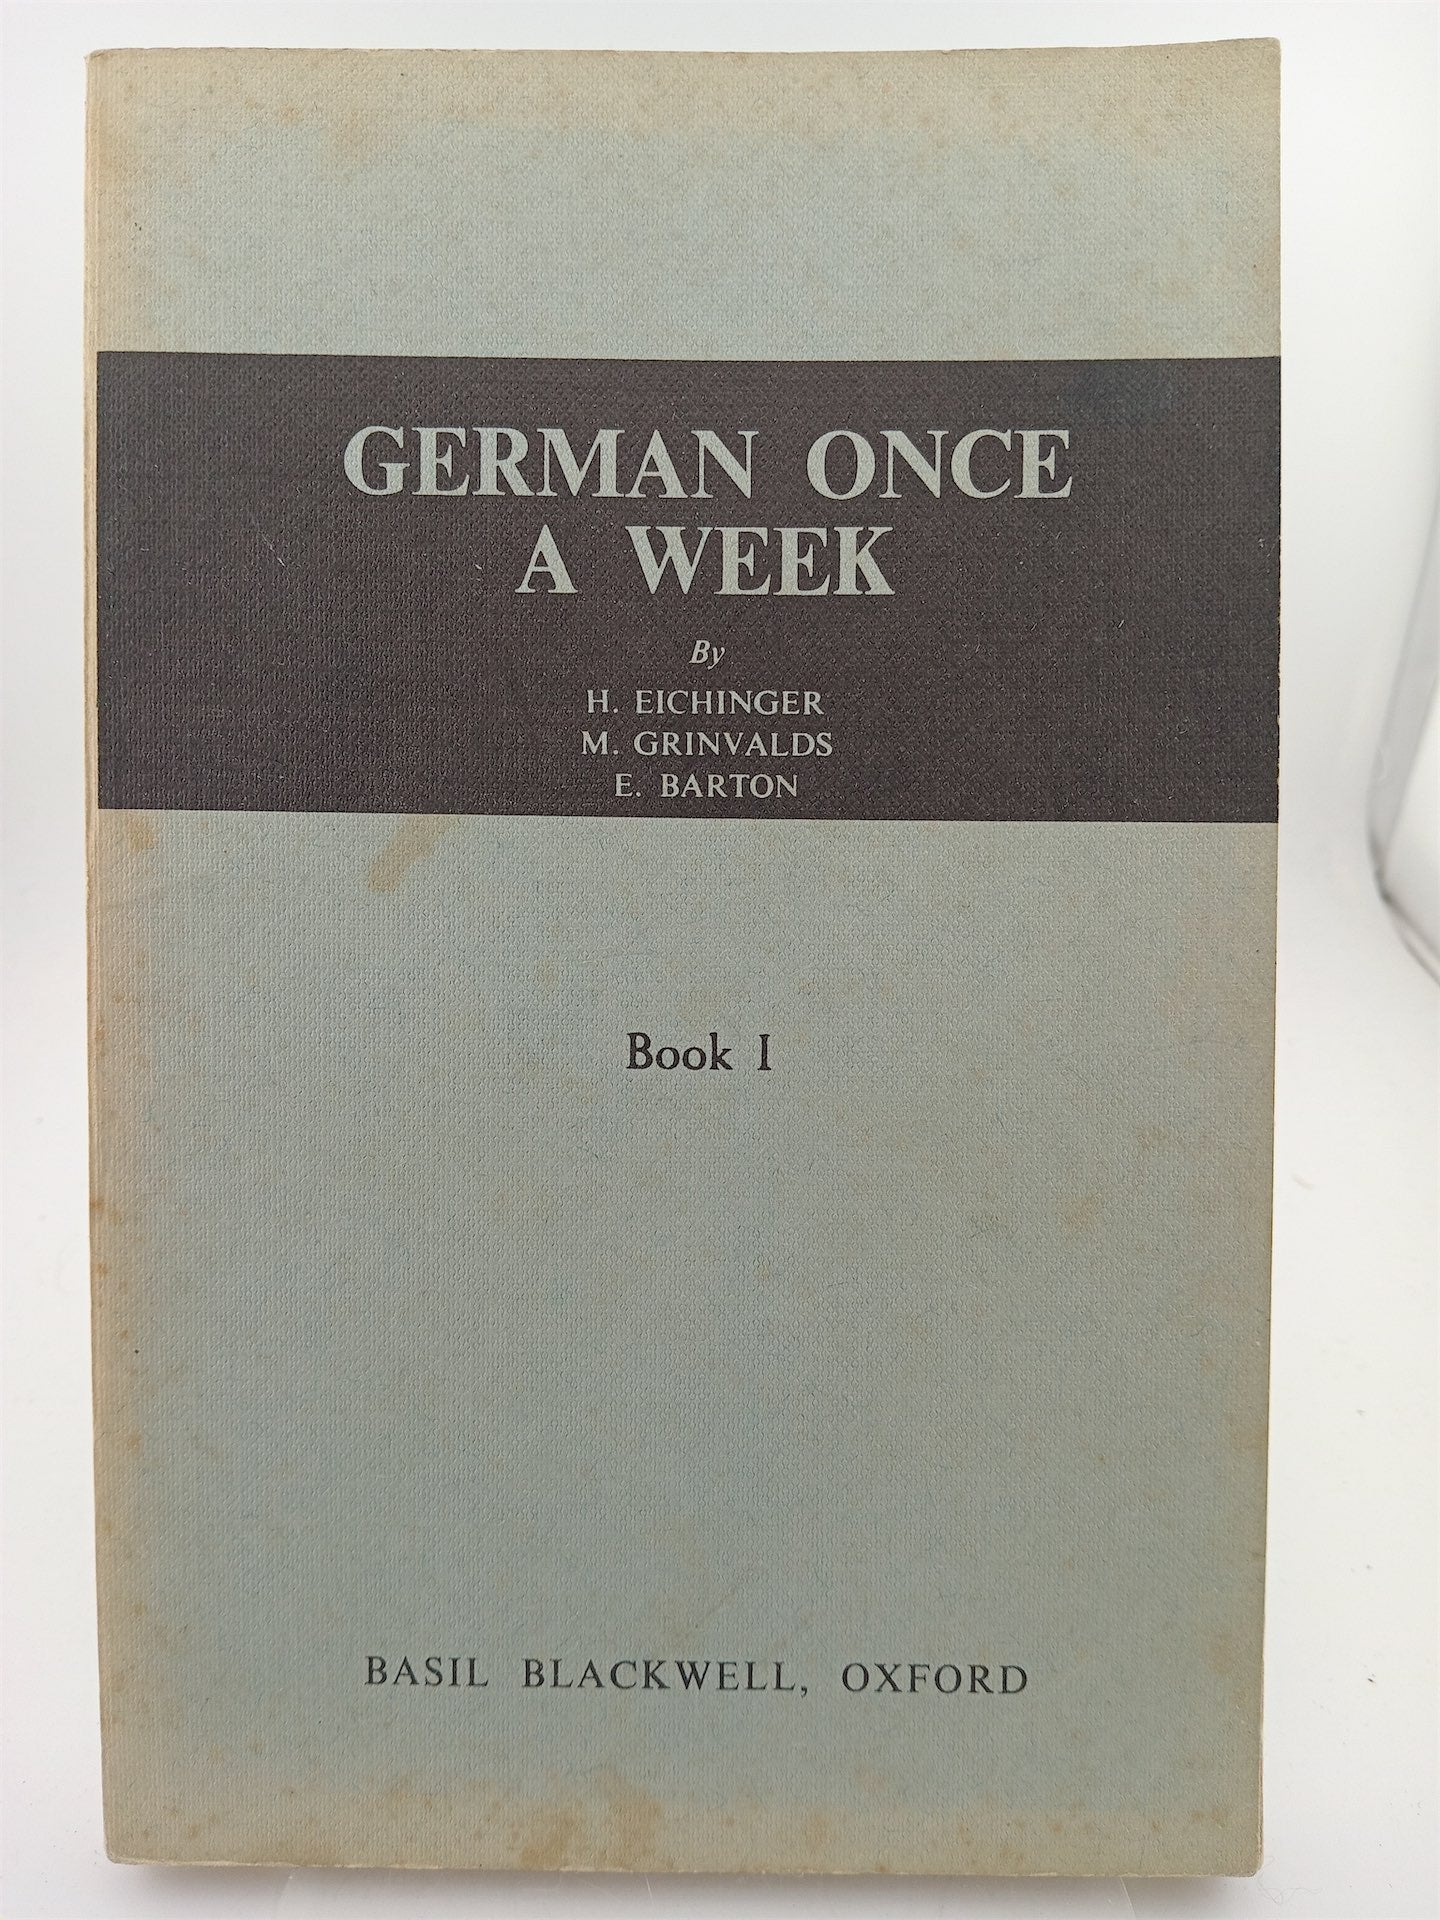 GERMAN ONCE
A WEEK
By
H. EICHINGER
M. GRINVALDS
E. BARTON
Book I
BASIL BLACKWELL, OXFORD